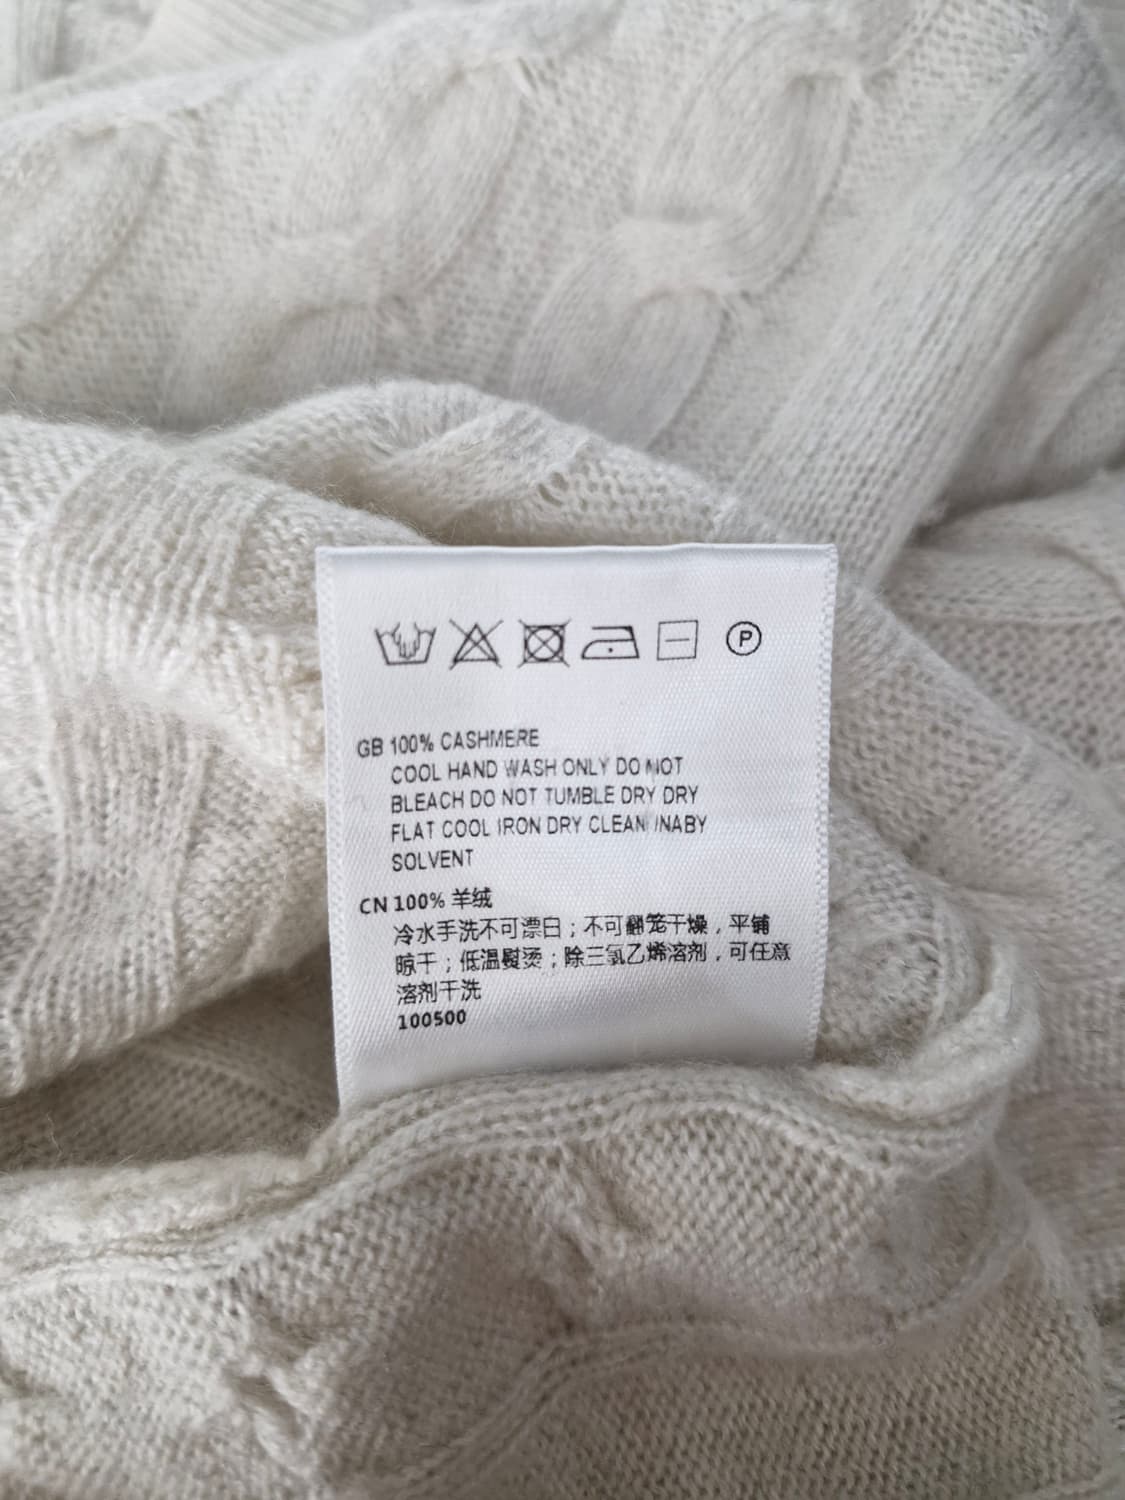 P
GB 100% CASHMERE
COOL HAND WASH ONLY DO NOT
BLEACH DO NOT TUMBLE DRY DRY
FLAT COOL IRON DRY CLEAN INABY
SOLVENT
CN 100% 羊绒
冷水手洗不可漂白；不可翻笼干燥，平铺
晾干；低温熨烫；除三氯乙烯溶剂，可任意
溶剂干洗
100500